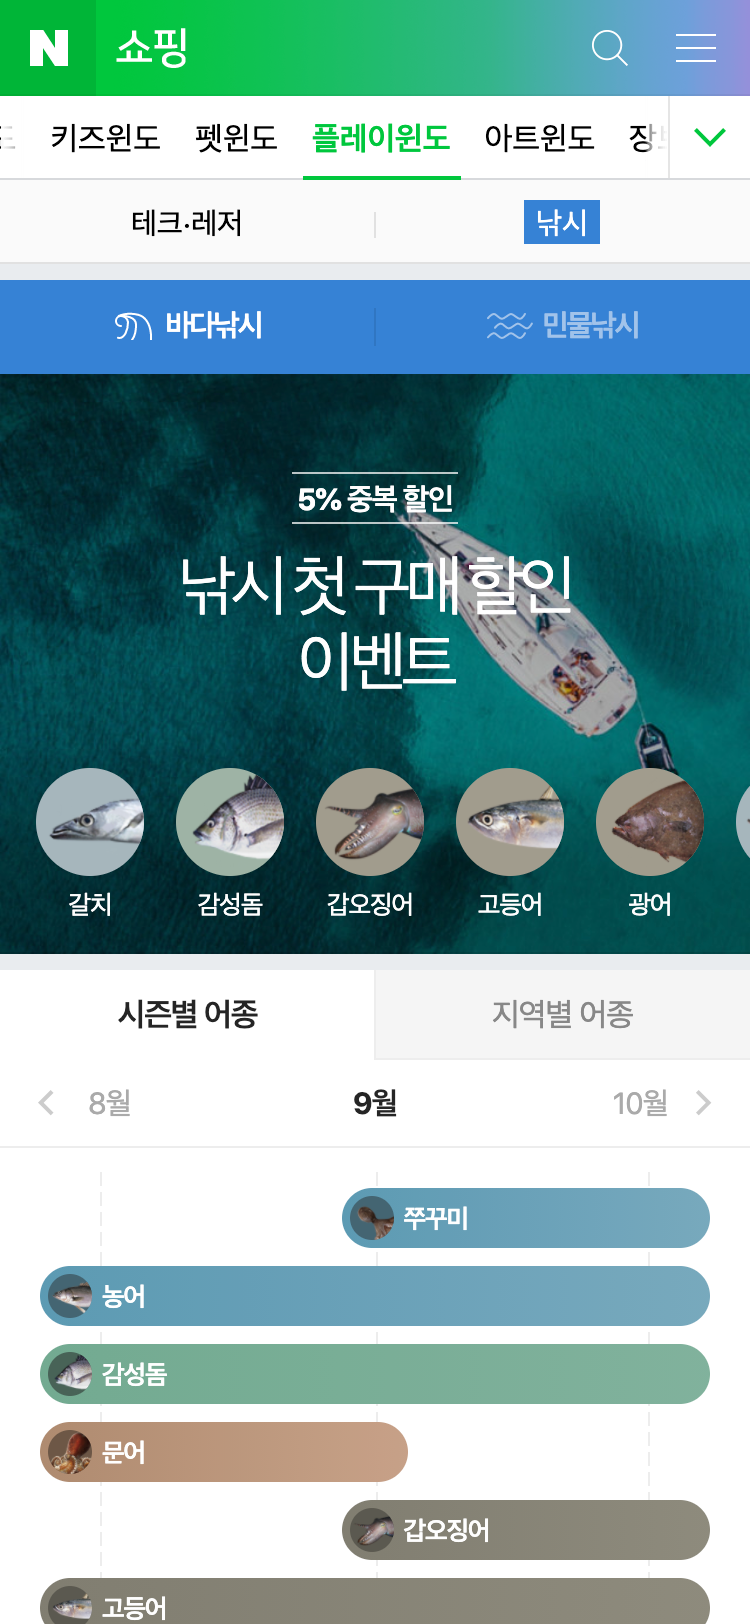 N 쇼핑
키즈윈도 펫윈도 플레이윈도 아트윈도
테크·레저 낚시
바다낚시 민물낚시
5% 중복 할인
낚시 첫 구매 할인
이벤트
갈치 감성돔 갑오징어 고등어 광어
시즌별 어종 지역별 어종
8월 9월 10월
쭈꾸미
농어
감성돔
문어
갑오징어
고등어